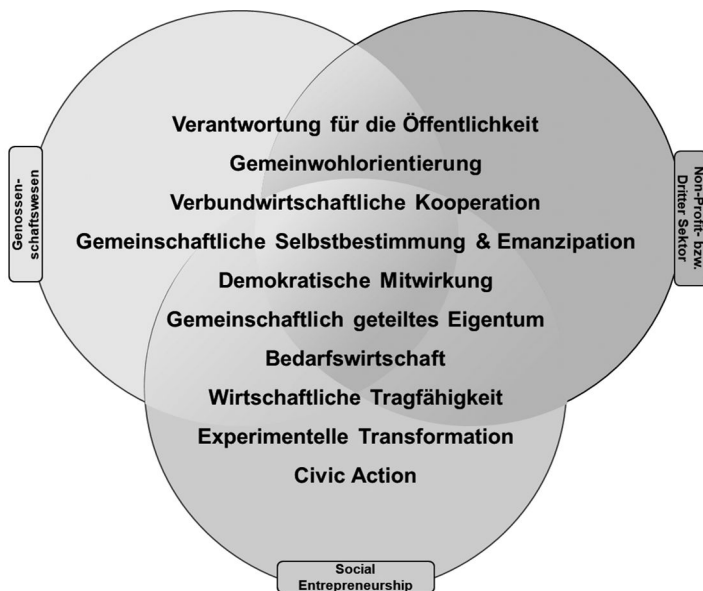 Verantwortung für die Öffentlichkeit
Gemeinwohlorientierung
Verbundwirtschaftliche Kooperation
Gemeinschaftliche Selbstbestimmung & Emanzipation
Demokratische Mitwirkung
Gemeinschaftlich geteiltes Eigentum
Bedarfswirtschaft
Wirtschaftliche Tragfähigkeit
Experimentelle Transformation
Civic Action
Genossen-
schaftswesen
Non-Profit- bzw.
Dritter Sektor
Social
Entrepreneurship